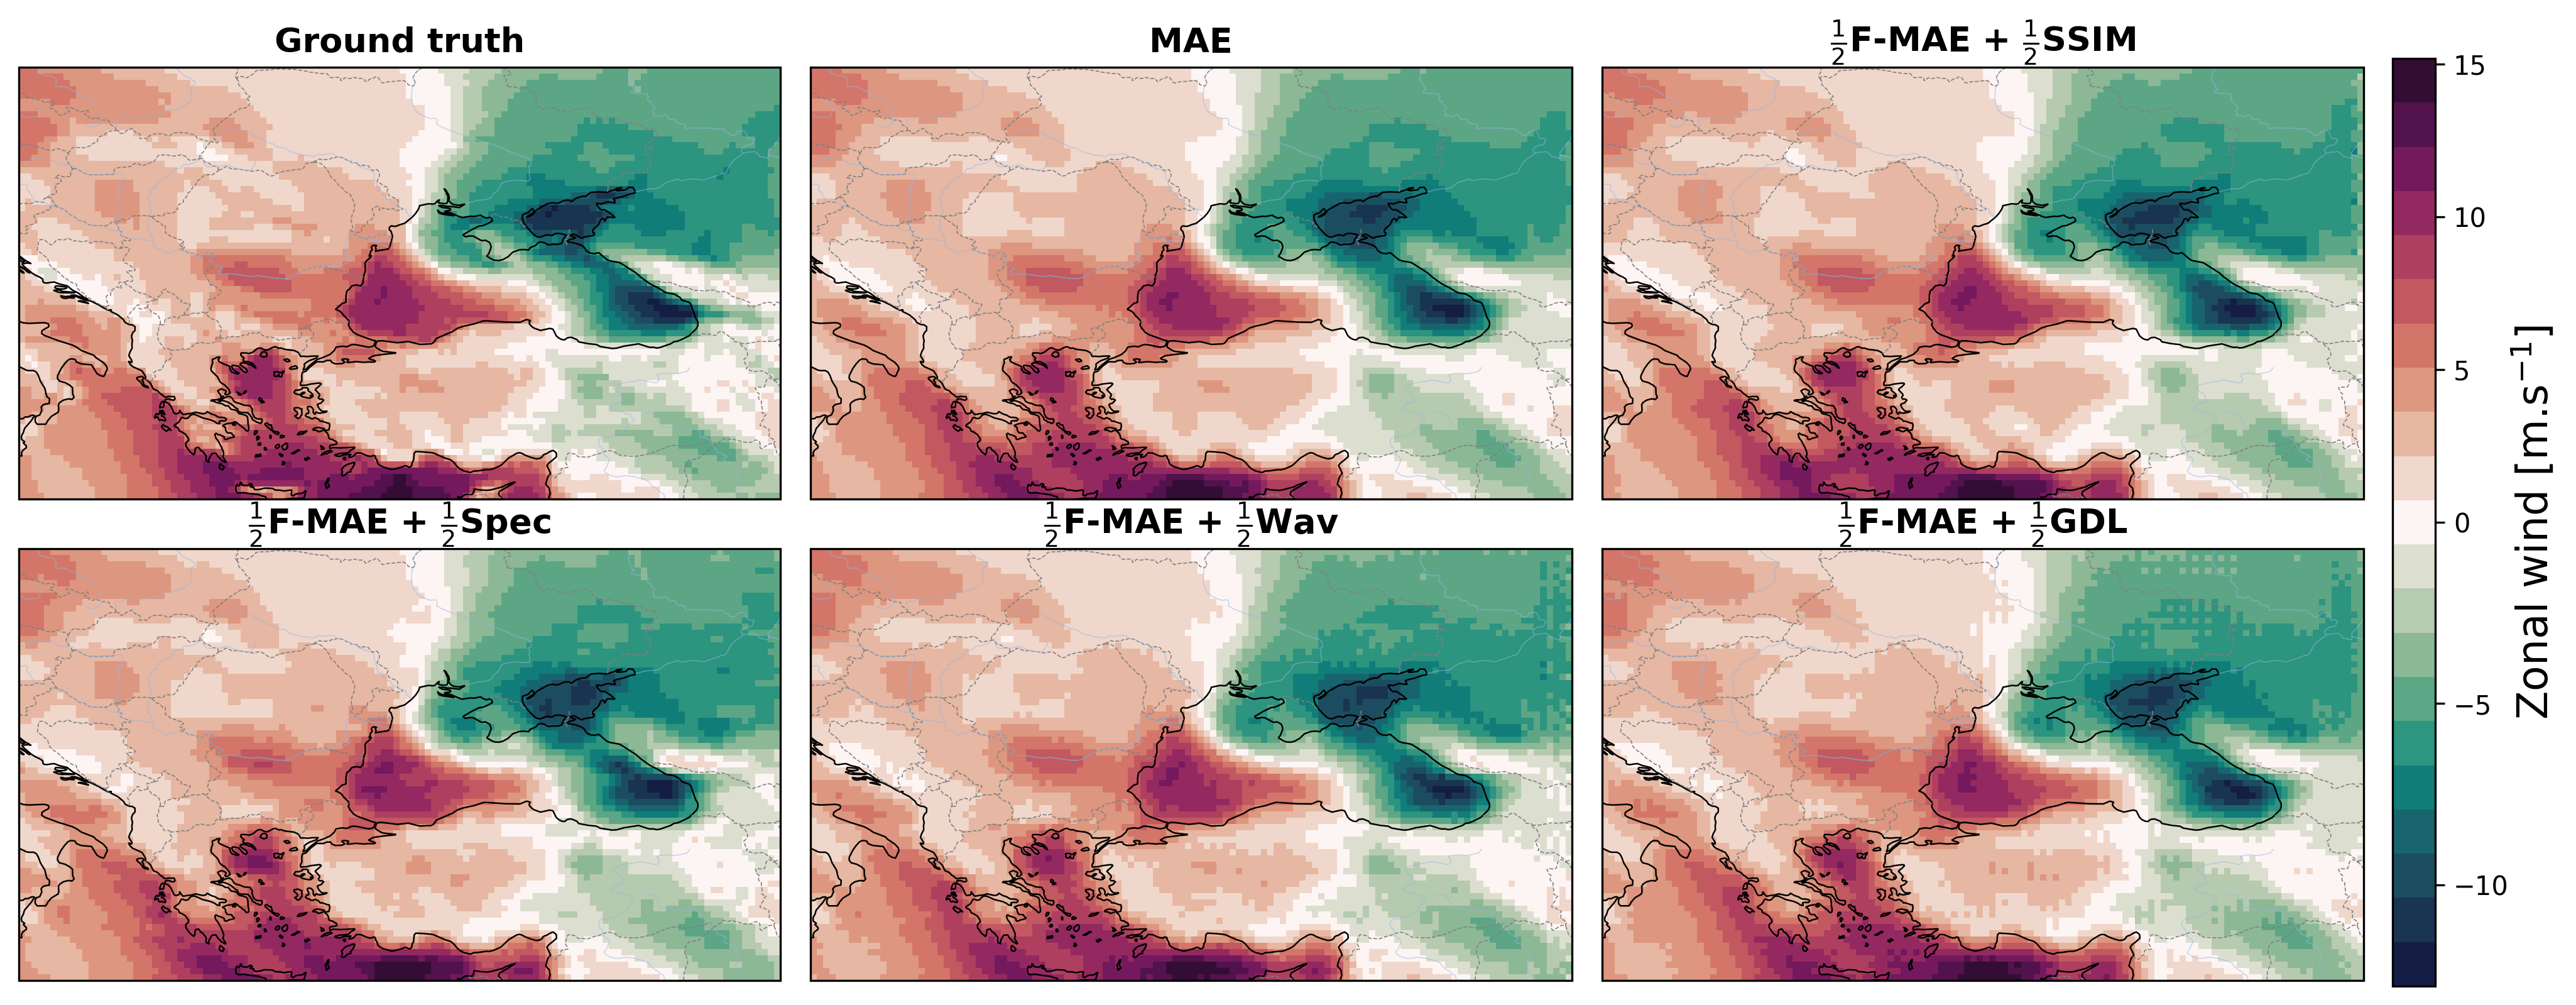 Ground truth
MAE
½F-MAE + ½SSIM
½F-MAE + ½Spec
½F-MAE + ½Wav
½F-MAE + ½GDL
15
10
5
0
−5
−10
Zonal wind [m.s⁻¹]